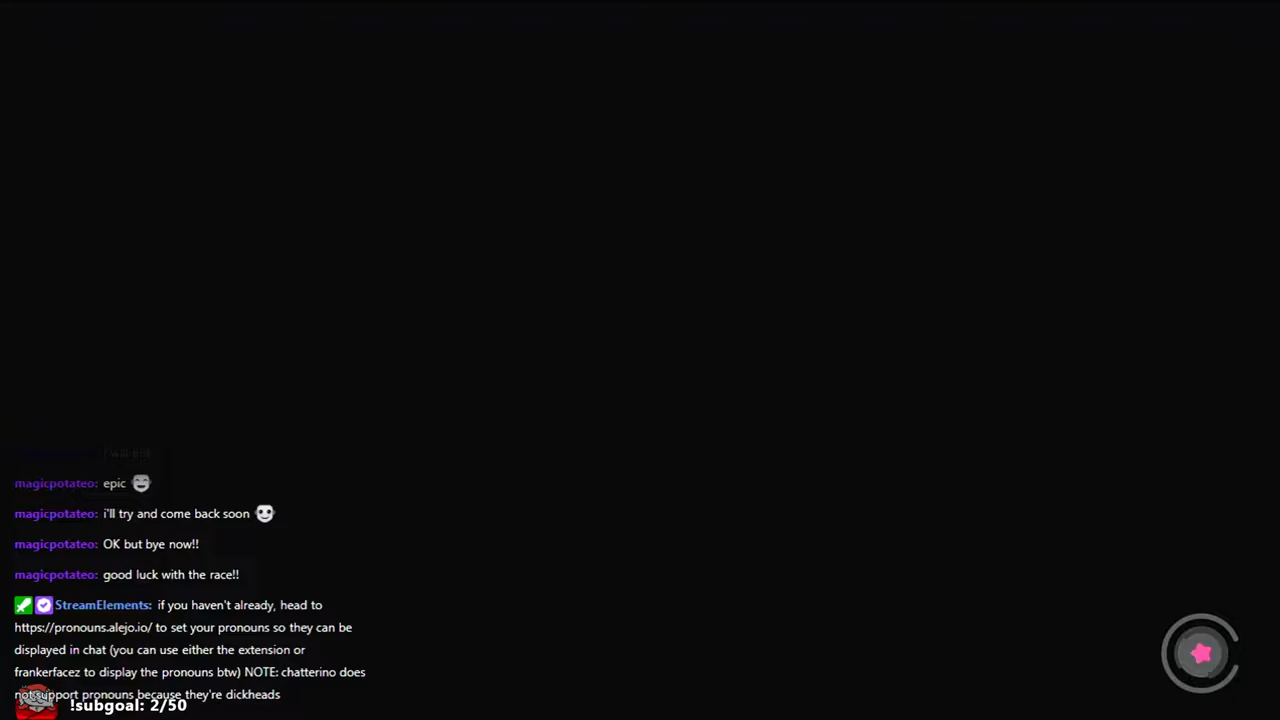 i will but
magicpotateo: epic
magicpotateo: i'll try and come back soon
magicpotateo: OK but bye now!!
magicpotateo: good luck with the race!!
StreamElements: if you haven't already, head to
https://pronouns.alejo.io/ to set your pronouns so they can be
displayed in chat (you can use either the extension or
frankerfacez to display the pronouns btw) NOTE: chatterino does
not support pronouns because they're dickheads
!subgoal: 2/50